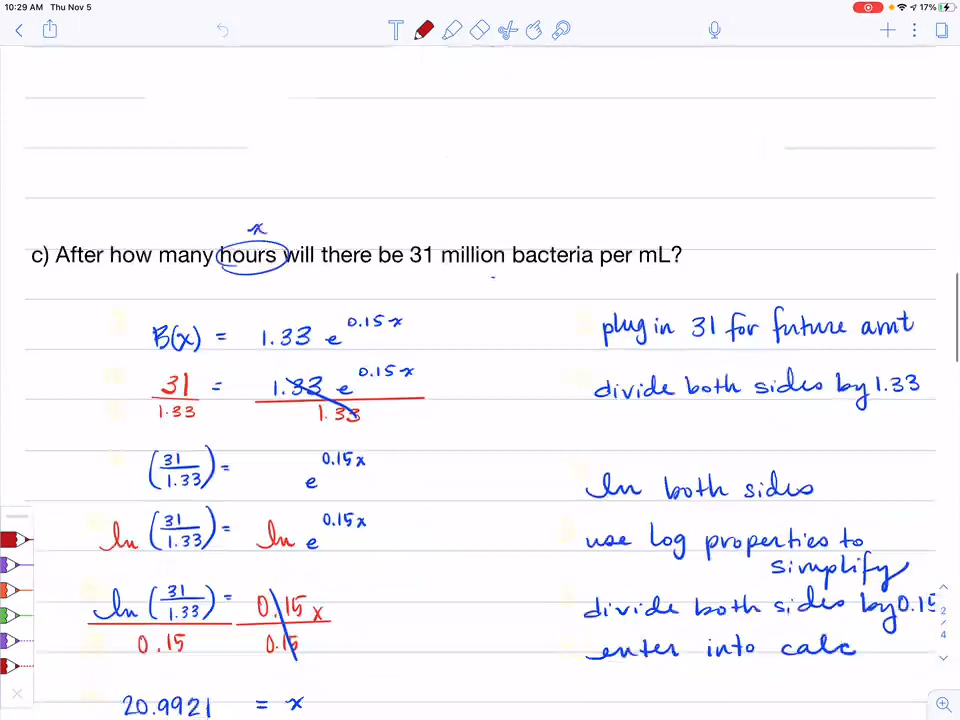 10:29 AM Thu Nov 5
17%
x
c) After how many hours will there be 31 million bacteria per mL?
B(x) = 1.33 e^0.15x
plug in 31 for future amt
31/1.33 = 1.33 e^0.15x/1.33
divide both sides by 1.33
(31/1.33) = e^0.15x
ln both sides
ln (31/1.33) = ln e^0.15x
use log properties to
simplify
ln (31/1.33)/0.15 = 0.15x/0.15
divide both sides by 0.15
enter into calc
20.9921 = x
2
/
4